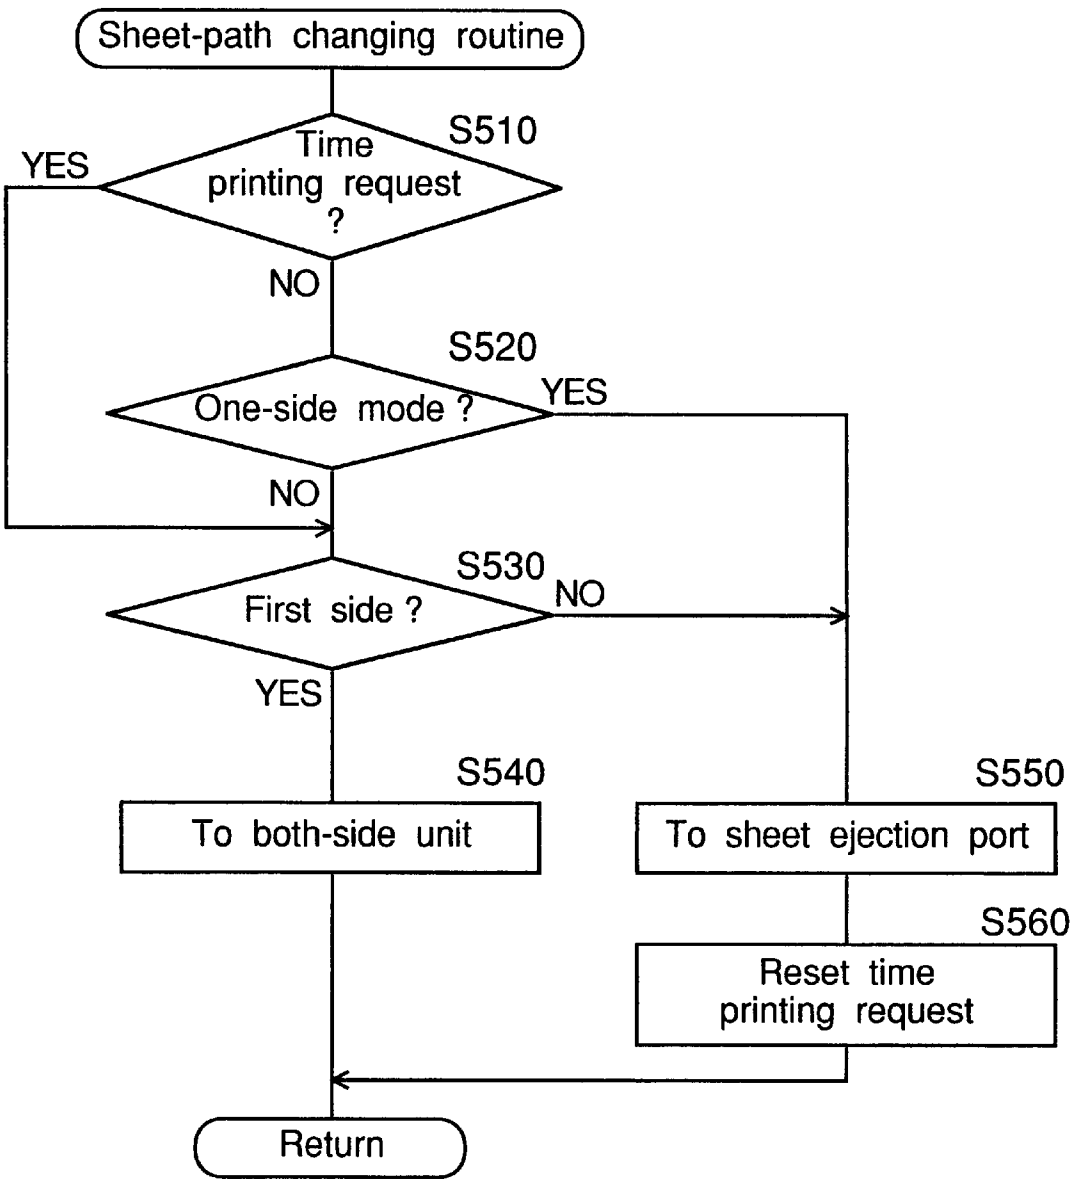 Sheet-path changing routine
S510
YES
Time
printing request
?
NO
S520
One-side mode ?
YES
NO
S530
First side ?
NO
YES
S540
To both-side unit
S550
To sheet ejection port
S560
Reset time
printing request
Return